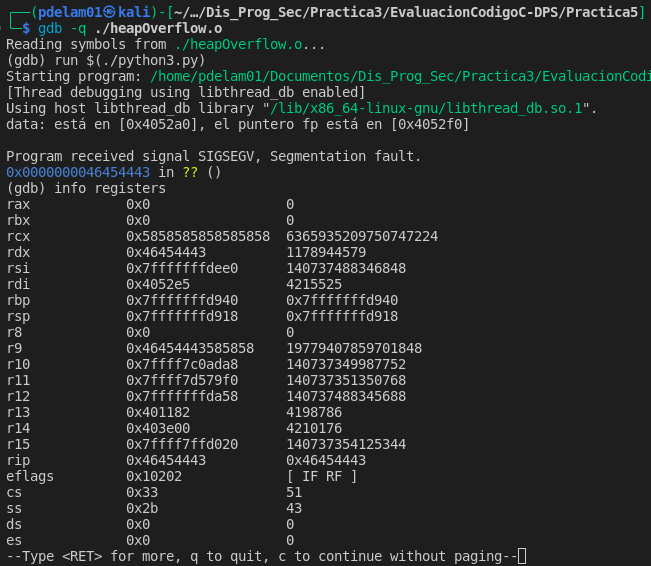 ┌──(pdelam01㉿kali)-[~/…/Dis_Prog_Sec/Practica3/EvaluacionCodigoC-DPS/Practica5]
└─$ gdb -q ./heapOverflow.o
Reading symbols from ./heapOverflow.o...
(gdb) run $(./python3.py)
Starting program: /home/pdelam01/Documentos/Dis_Prog_Sec/Practica3/EvaluacionCodi
[Thread debugging using libthread_db enabled]
Using host libthread_db library "/lib/x86_64-linux-gnu/libthread_db.so.1".
data: está en [0x4052a0], el puntero fp está en [0x4052f0]
Program received signal SIGSEGV, Segmentation fault.
0x0000000046454443 in ?? ()
(gdb) info registers
rax 0x0 0
rbx 0x0 0
rcx 0x5858585858585858 6365935209750747224
rdx 0x46454443 1178944579
rsi 0x7fffffffdee0 140737488346848
rdi 0x4052e5 4215525
rbp 0x7fffffffd940 0x7fffffffd940
rsp 0x7fffffffd918 0x7fffffffd918
r8 0x0 0
r9 0x46454443585858 19779407859701848
r10 0x7ffff7c0ada8 140737349987752
r11 0x7ffff7d579f0 140737351350768
r12 0x7fffffffda58 140737488345688
r13 0x401182 4198786
r14 0x403e00 4210176
r15 0x7ffff7ffd020 140737354125344
rip 0x46454443 0x46454443
eflags 0x10202 [ IF RF ]
cs 0x33 51
ss 0x2b 43
ds 0x0 0
es 0x0 0
--Type <RET> for more, q to quit, c to continue without paging--